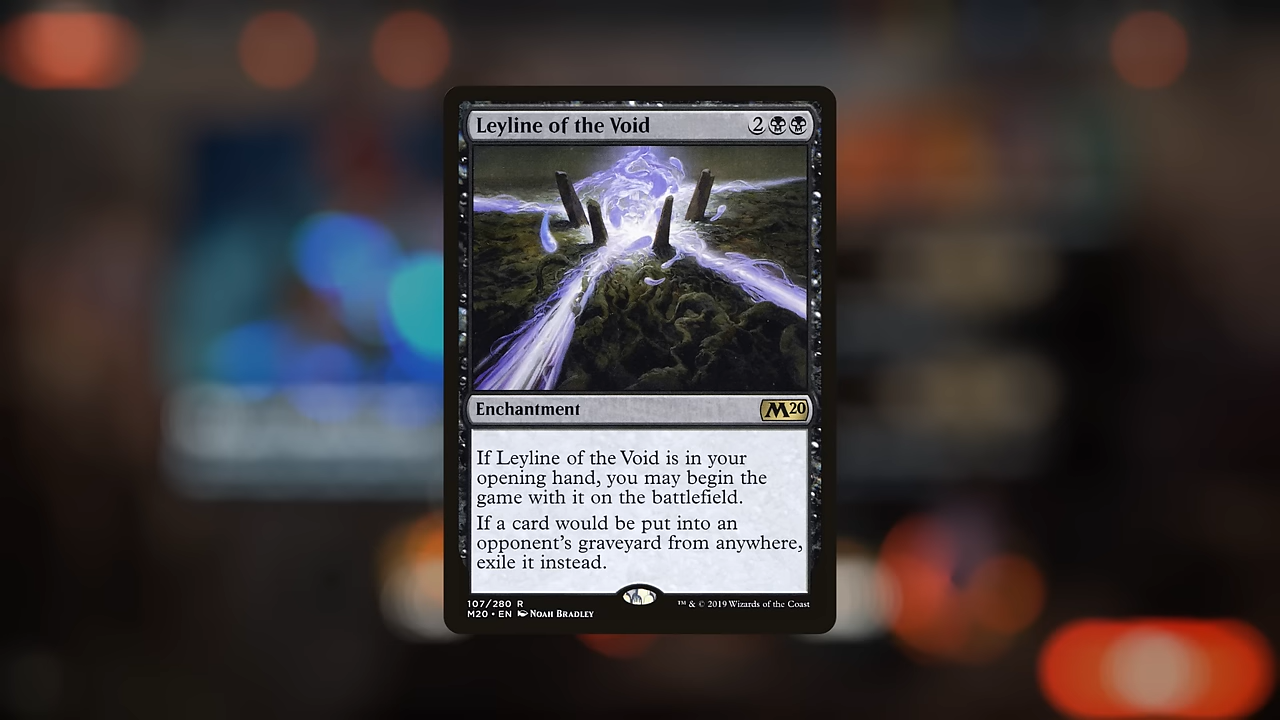 Leyline of the Void 2
Enchantment M20
If Leyline of the Void is in your
opening hand, you may begin the
game with it on the battlefield.
If a card would be put into an
opponent's graveyard from anywhere,
exile it instead.
107/280 R
M20 • EN Noah Bradley
™ & © 2019 Wizards of the Coast